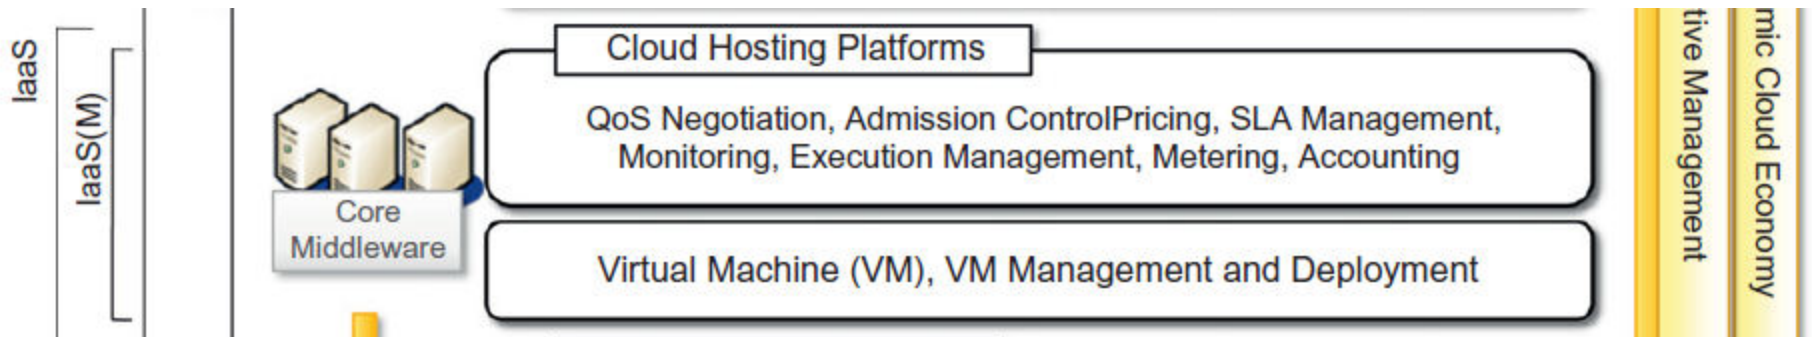 IaaS
IaaS(M)
Core
Middleware
Cloud Hosting Platforms
QoS Negotiation, Admission ControlPricing, SLA Management,
Monitoring, Execution Management, Metering, Accounting
Virtual Machine (VM), VM Management and Deployment
tive Management
mic Cloud Economy